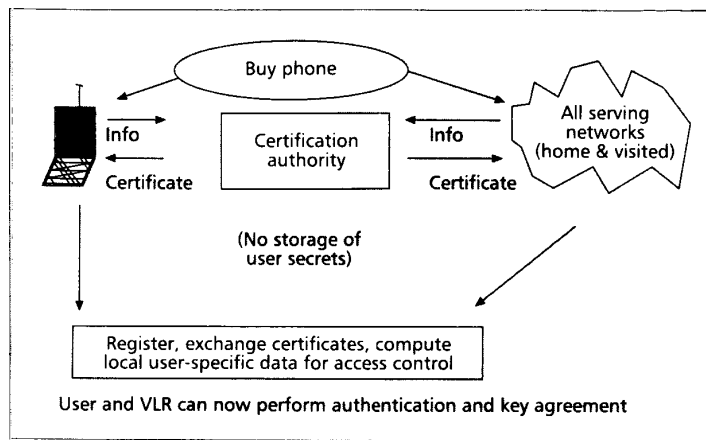 Buy phone
Info
Certificate
Certification
authority
Info
Certificate
All serving
networks
(home & visited)
(No storage of
user secrets)
Register, exchange certificates, compute
local user-specific data for access control
User and VLR can now perform authentication and key agreement